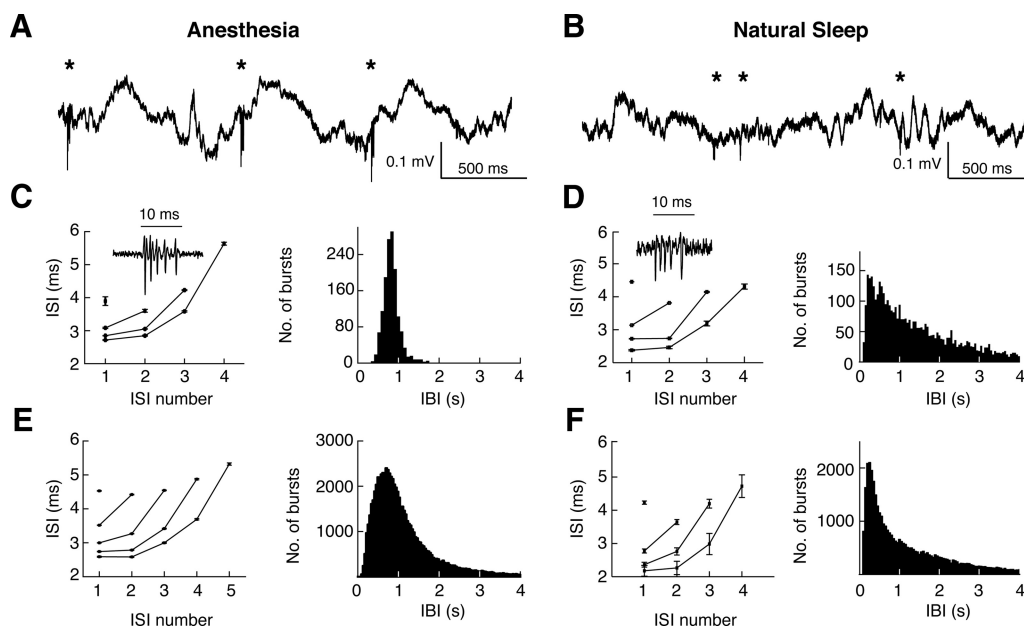 A Anesthesia
* * *
0.1 mV
500 ms
B Natural Sleep
* * *
0.1 mV
500 ms
C
10 ms
6
5
4
3
2
ISI (ms)
1 2 3 4
ISI number
240
160
80
0
No. of bursts
0 1 2 3 4
IBI (s)
D
10 ms
6
5
4
3
2
ISI (ms)
1 2 3 4
ISI number
150
100
50
0
No. of bursts
0 1 2 3 4
IBI (s)
E
6
5
4
3
2
ISI (ms)
1 2 3 4 5
ISI number
3000
2000
1000
No. of bursts
0 1 2 3 4
IBI (s)
F
6
5
4
3
2
ISI (ms)
1 2 3 4
ISI number
2000
1000
No. of bursts
0 1 2 3 4
IBI (s)